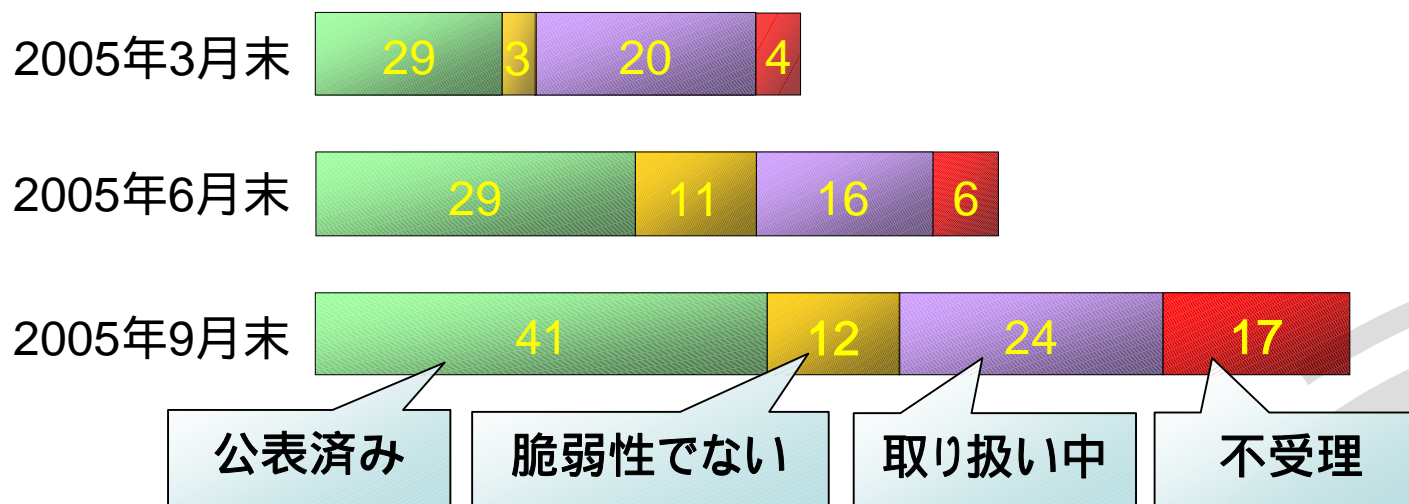 2005年3月末 29 3 20 4
2005年6月末 29 11 16 6
2005年9月末 41 12 24 17
公表済み 脆弱性でない 取り扱い中 不受理